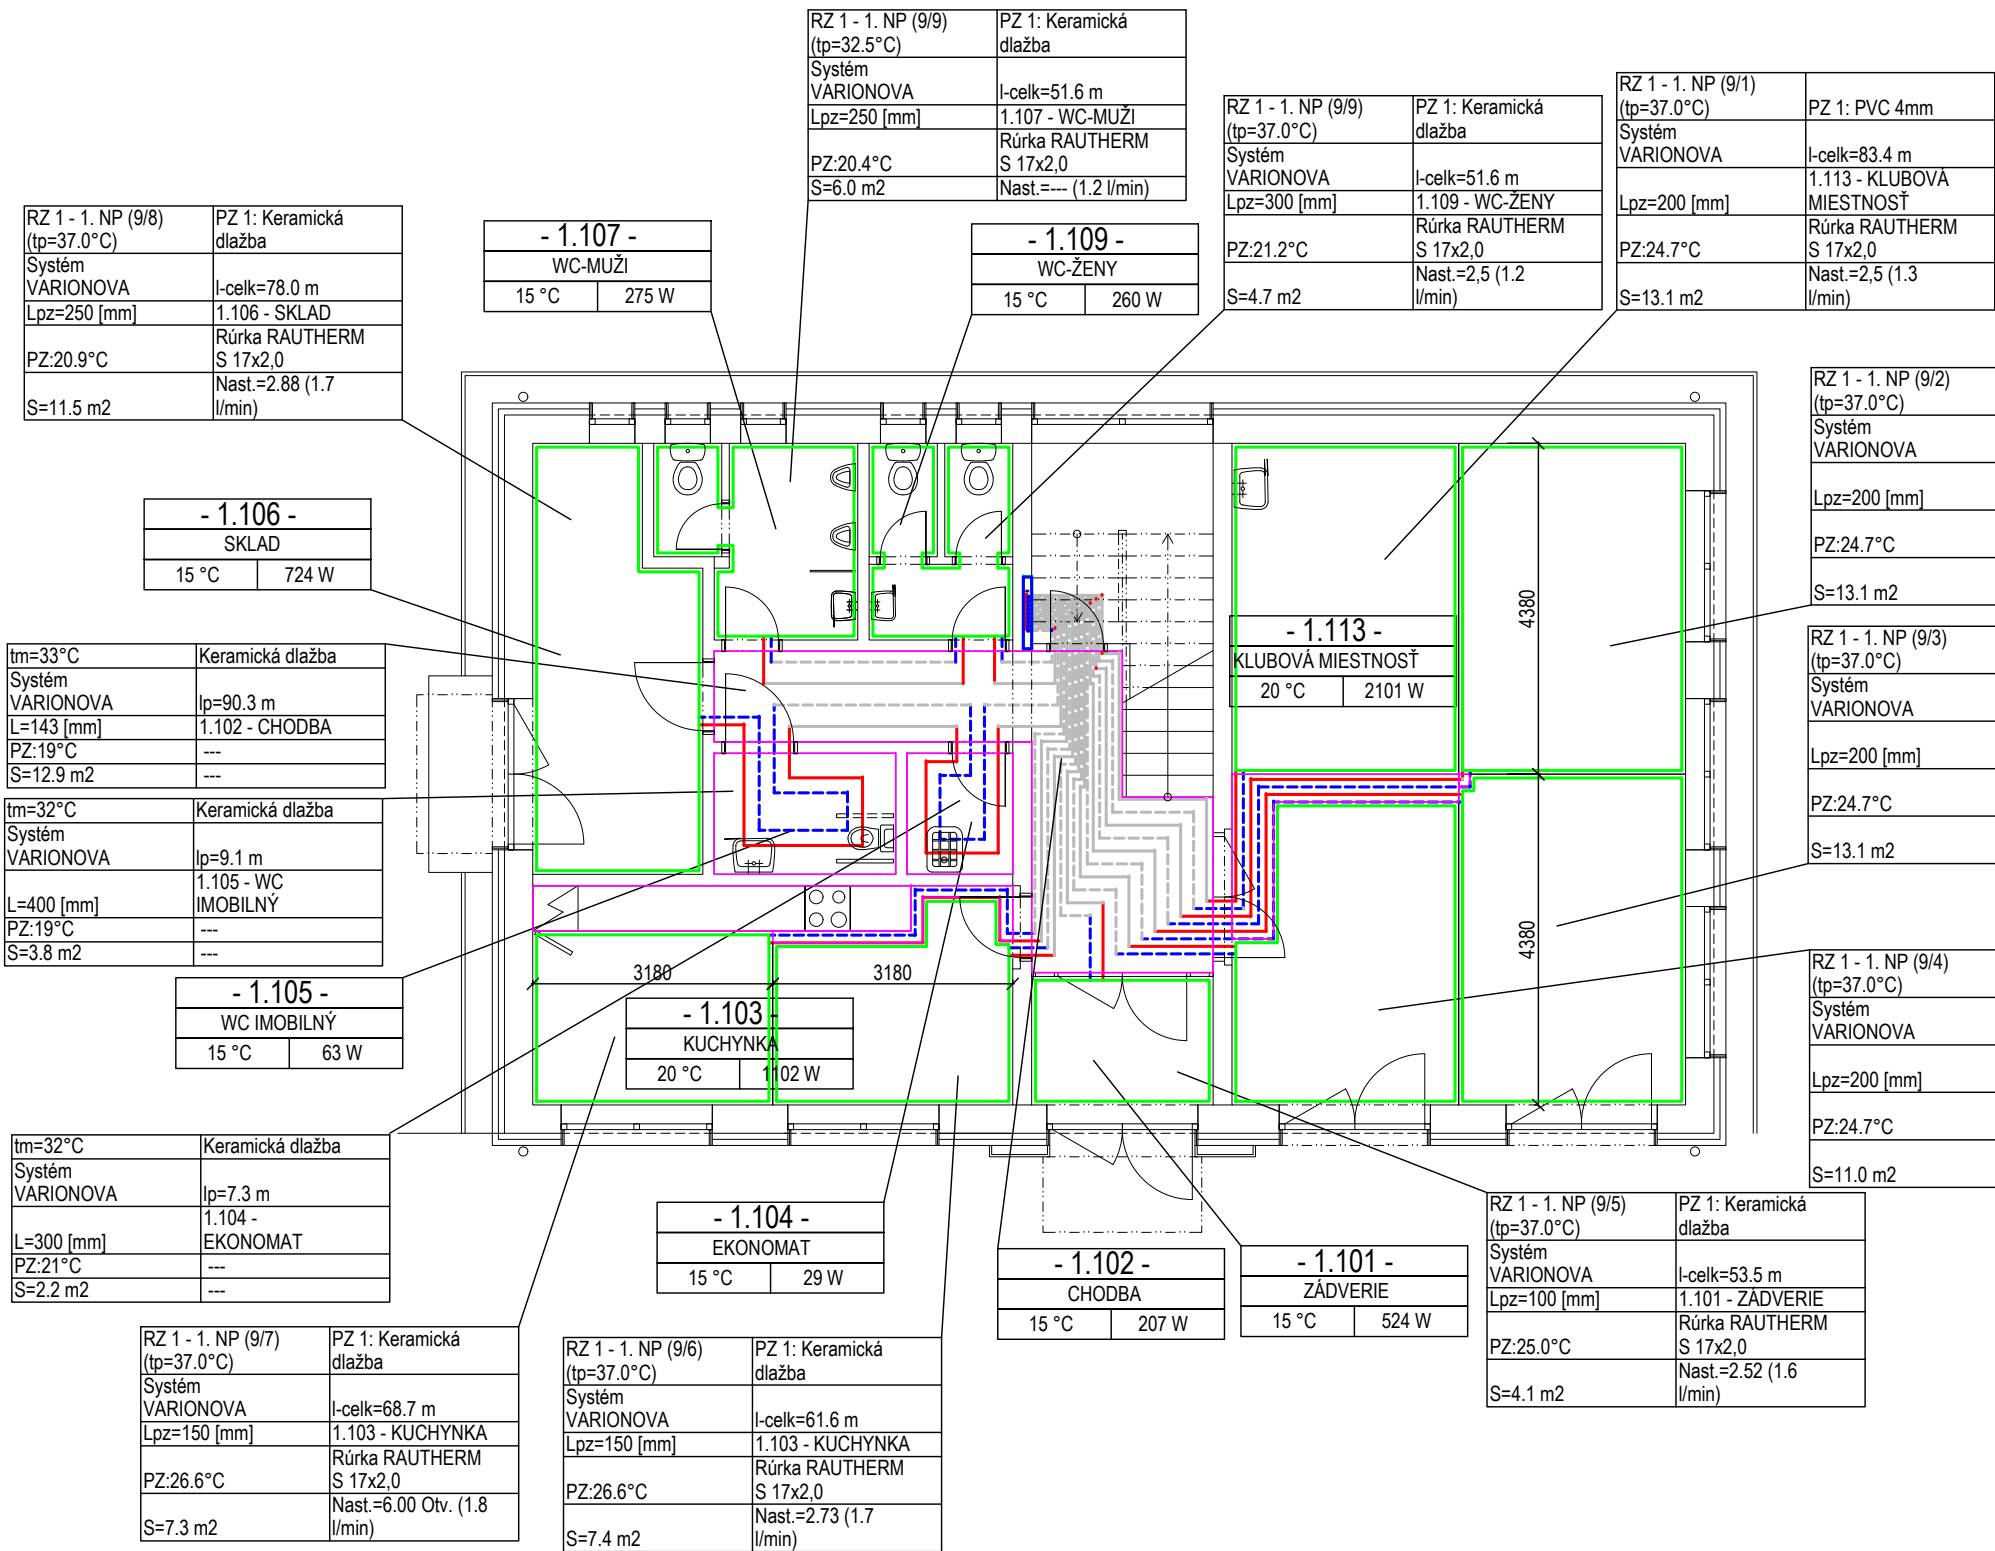 RZ 1 - 1. NP (9/9)
(tp=32.5°C)
PZ 1: Keramická
dlažba
Systém
VARIONOVA
l-celk=51.6 m
Lpz=250 [mm]
1.107 - WC-MUŽI
PZ:20.4°C
Rúrka RAUTHERM
S 17x2,0
S=6.0 m2
Nast.=--- (1.2 l/min)
RZ 1 - 1. NP (9/9)
(tp=37.0°C)
PZ 1: Keramická
dlažba
Systém
VARIONOVA
l-celk=51.6 m
Lpz=300 [mm]
1.109 - WC-ŽENY
PZ:21.2°C
Rúrka RAUTHERM
S 17x2,0
S=4.7 m2
Nast.=2,5 (1.2
l/min)
RZ 1 - 1. NP (9/1)
(tp=37.0°C)
PZ 1: PVC 4mm
Systém
VARIONOVA
l-celk=83.4 m
Lpz=200 [mm]
1.113 - KLUBOVÁ
MIESTNOSŤ
PZ:24.7°C
Rúrka RAUTHERM
S 17x2,0
S=13.1 m2
Nast.=2,5 (1.3
l/min)
RZ 1 - 1. NP (9/8)
(tp=37.0°C)
PZ 1: Keramická
dlažba
Systém
VARIONOVA
l-celk=78.0 m
Lpz=250 [mm]
1.106 - SKLAD
PZ:20.9°C
Rúrka RAUTHERM
S 17x2,0
S=11.5 m2
Nast.=2.88 (1.7
l/min)
- 1.107 -
WC-MUŽI
15 °C
275 W
- 1.109 -
WC-ŽENY
15 °C
260 W
RZ 1 - 1. NP (9/2)
(tp=37.0°C)
Systém
VARIONOVA
Lpz=200 [mm]
PZ:24.7°C
S=13.1 m2
- 1.106 -
SKLAD
15 °C
724 W
4380
- 1.113 -
KLUBOVÁ MIESTNOSŤ
20 °C
2101 W
RZ 1 - 1. NP (9/3)
(tp=37.0°C)
Systém
VARIONOVA
Lpz=200 [mm]
PZ:24.7°C
S=13.1 m2
tm=33°C
Keramická dlažba
Systém
VARIONOVA
lp=90.3 m
L=143 [mm]
1.102 - CHODBA
PZ:19°C
---
S=12.9 m2
---
tm=32°C
Keramická dlažba
Systém
VARIONOVA
lp=9.1 m
L=400 [mm]
1.105 - WC
IMOBILNÝ
PZ:19°C
---
S=3.8 m2
---
4380
3180
3180
- 1.105 -
WC IMOBILNÝ
15 °C
63 W
- 1.103 -
KUCHYNKA
20 °C
1102 W
RZ 1 - 1. NP (9/4)
(tp=37.0°C)
Systém
VARIONOVA
Lpz=200 [mm]
PZ:24.7°C
S=11.0 m2
tm=32°C
Keramická dlažba
Systém
VARIONOVA
lp=7.3 m
L=300 [mm]
1.104 -
EKONOMAT
PZ:21°C
---
S=2.2 m2
---
- 1.104 -
EKONOMAT
15 °C
29 W
- 1.102 -
CHODBA
15 °C
207 W
- 1.101 -
ZÁDVERIE
15 °C
524 W
RZ 1 - 1. NP (9/5)
(tp=37.0°C)
PZ 1: Keramická
dlažba
Systém
VARIONOVA
l-celk=53.5 m
Lpz=100 [mm]
1.101 - ZÁDVERIE
PZ:25.0°C
Rúrka RAUTHERM
S 17x2,0
S=4.1 m2
Nast.=2.52 (1.6
l/min)
RZ 1 - 1. NP (9/7)
(tp=37.0°C)
PZ 1: Keramická
dlažba
Systém
VARIONOVA
l-celk=68.7 m
Lpz=150 [mm]
1.103 - KUCHYNKA
PZ:26.6°C
Rúrka RAUTHERM
S 17x2,0
S=7.3 m2
Nast.=6.00 Otv. (1.8
l/min)
RZ 1 - 1. NP (9/6)
(tp=37.0°C)
PZ 1: Keramická
dlažba
Systém
VARIONOVA
l-celk=61.6 m
Lpz=150 [mm]
1.103 - KUCHYNKA
PZ:26.6°C
Rúrka RAUTHERM
S 17x2,0
S=7.4 m2
Nast.=2.73 (1.7
l/min)